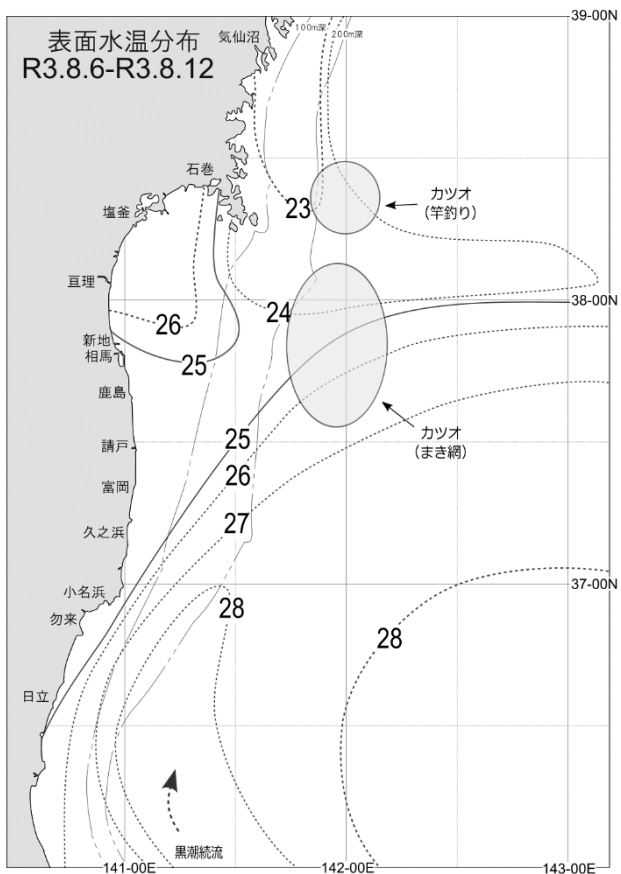 表面水温分布
R3.8.6-R3.8.12
気仙沼
100m深
200m深
39-00N
石巻
塩釜
23
カツオ
(竿釣り)
亘理
24
38-00N
26
新地
相馬
25
鹿島
25
カツオ
(まき網)
請戸
26
富岡
27
久之浜
37-00N
小名浜
28
勿来
28
日立
黒潮続流
141-00E
142-00E
143-00E